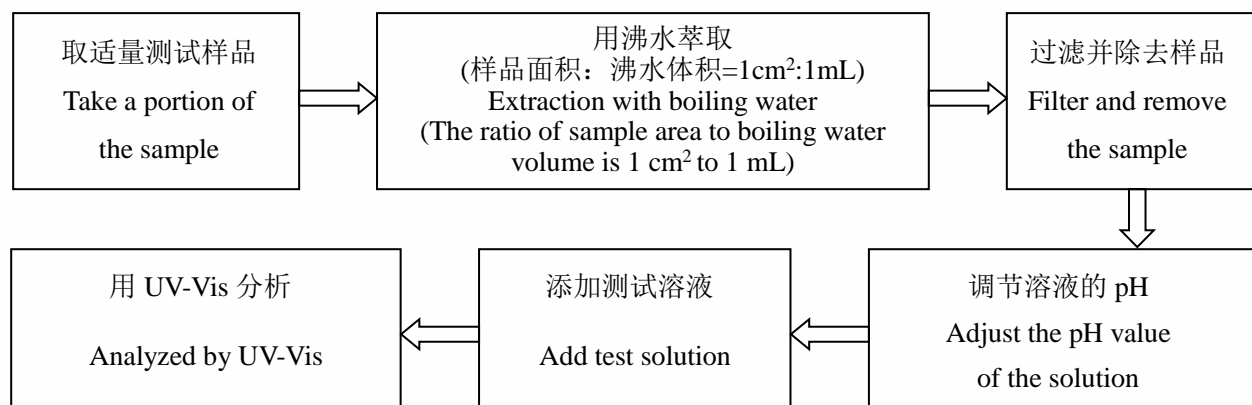 取适量测试样品
Take a portion of
the sample
用沸水萃取
(样品面积：沸水体积=1cm²:1mL)
Extraction with boiling water
(The ratio of sample area to boiling water
volume is 1 cm² to 1 mL)
过滤并除去样品
Filter and remove
the sample
调节溶液的 pH
Adjust the pH value
of the solution
添加测试溶液
Add test solution
用 UV-Vis 分析
Analyzed by UV-Vis